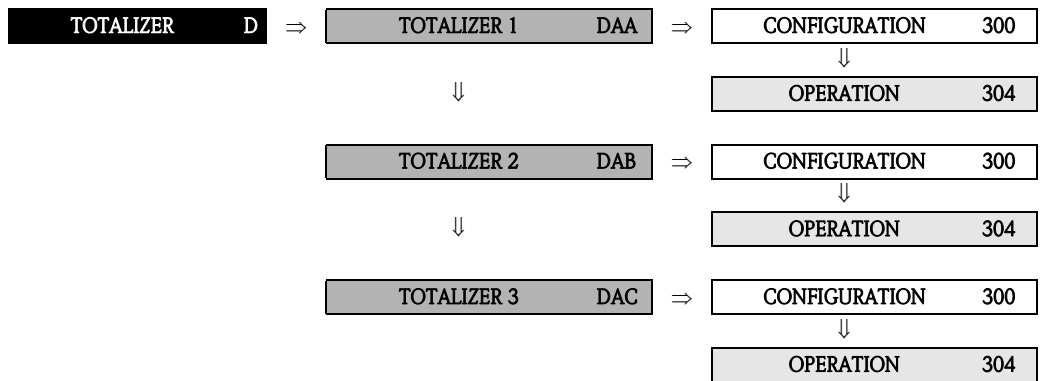 TOTALIZER D ⇒ TOTALIZER 1 DAA ⇒ CONFIGURATION 300
⇓
⇓ OPERATION 304
TOTALIZER 2 DAB ⇒ CONFIGURATION 300
⇓
⇓ OPERATION 304
TOTALIZER 3 DAC ⇒ CONFIGURATION 300
⇓
OPERATION 304